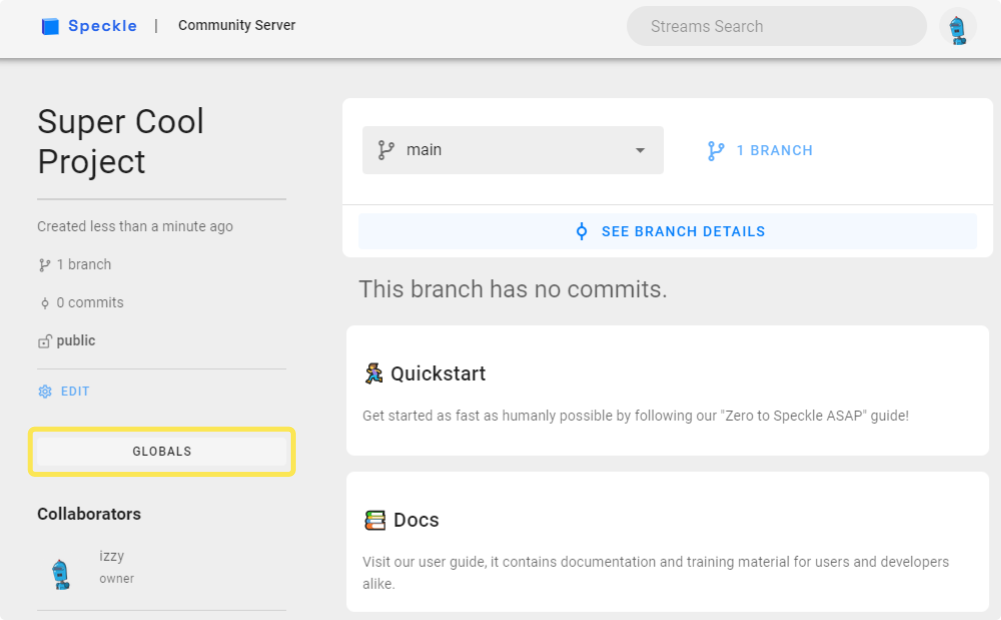 Speckle | Community Server
Streams Search
Super Cool
Project
Created less than a minute ago
1 branch
0 commits
public
EDIT
GLOBALS
Collaborators
izzy
owner
main
1 BRANCH
SEE BRANCH DETAILS
This branch has no commits.
Quickstart
Get started as fast as humanly possible by following our "Zero to Speckle ASAP" guide!
Docs
Visit our user guide, it contains documentation and training material for users and developers
alike.